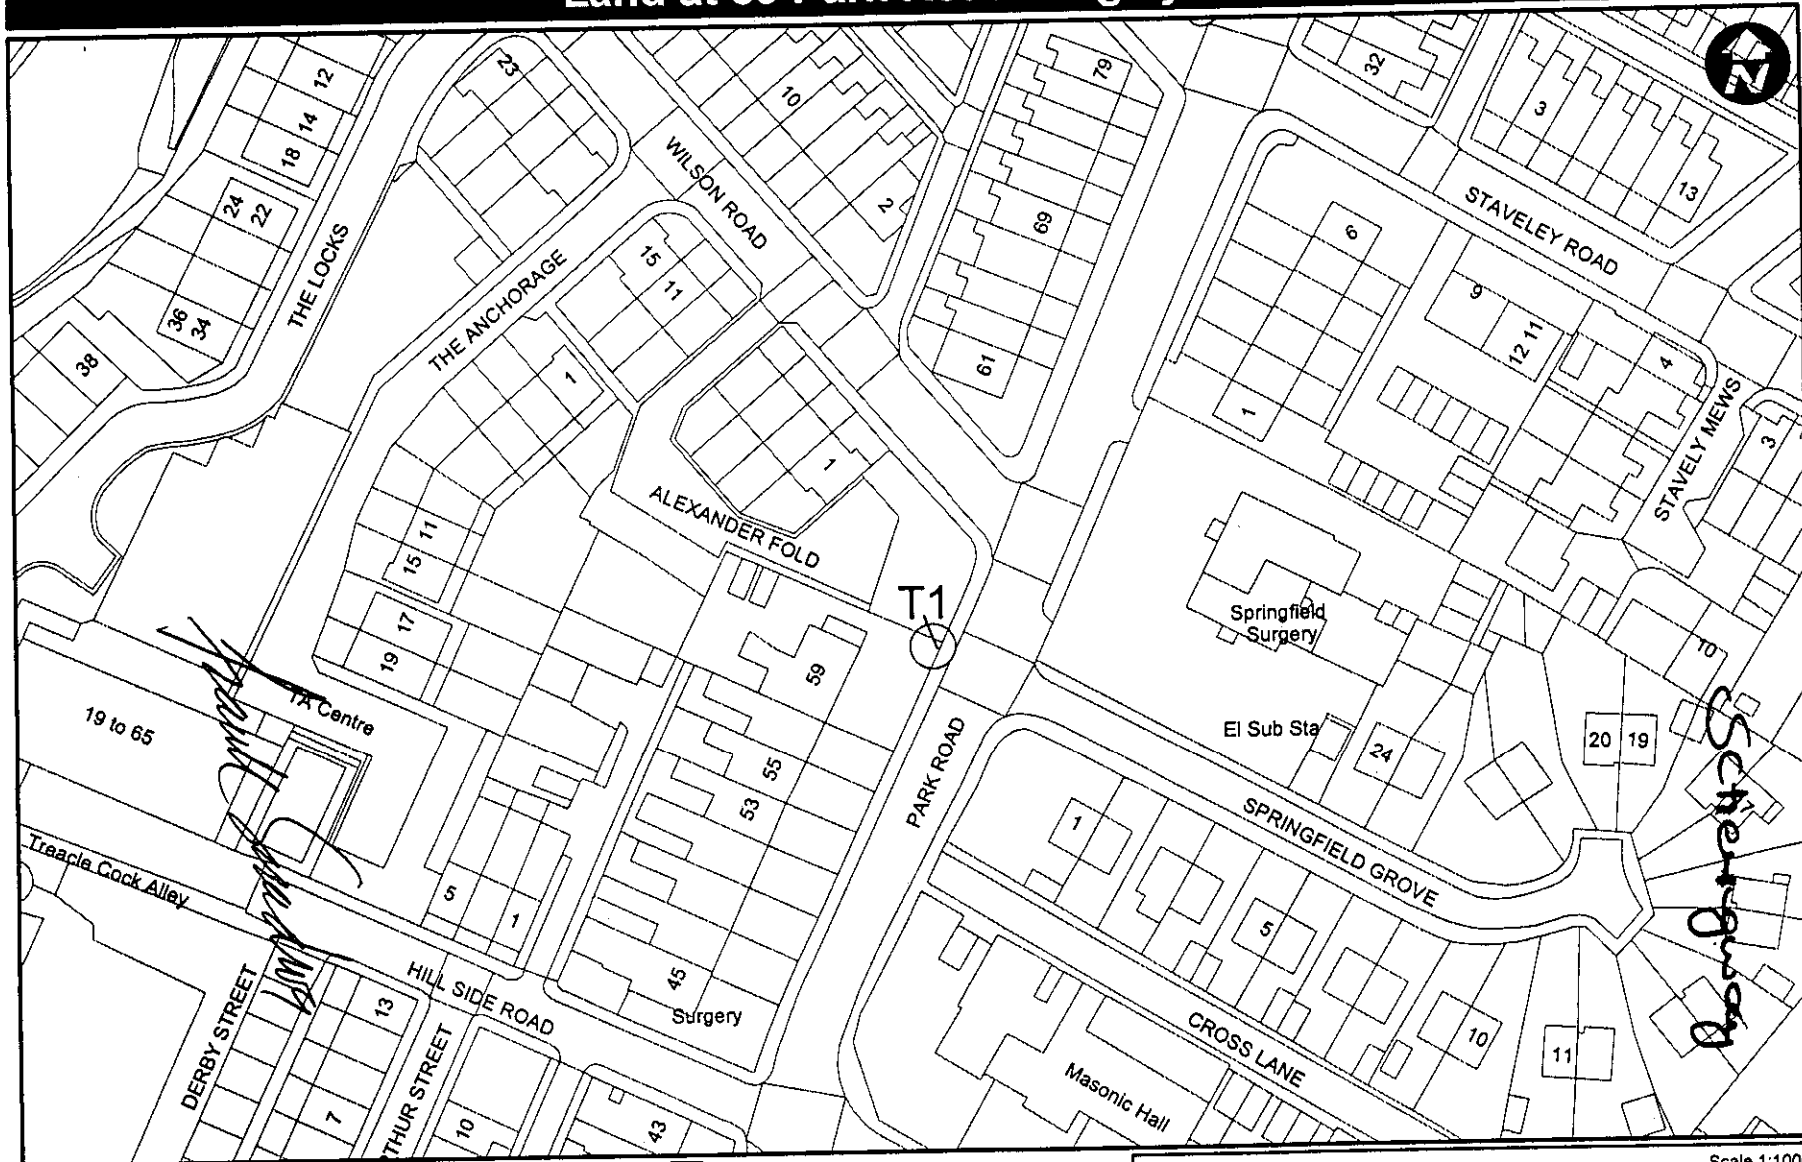 Land at 59 Park Road
N
12
14
18
23
10
79
32
3
13
WILSON ROAD
STAVELEY ROAD
24
22
2
69
6
THE LOCKS
15
11
THE ANCHORAGE
36
34
38
1
61
9
12
11
4
1
STAVELY MEWS
3
1
ALEXANDER FOLD
11
15
T1
Springfield
Surgery
17
19
59
10
TA Centre
19 to 65
El Sub Sta
24
20
19
PARK ROAD
55
53
1
17
SPRINGFIELD GROVE
Treacle Cock Alley
5
1
5
HILL SIDE ROAD
45
Surgery
13
10
11
CROSS LANE
DERBY STREET
Masonic Hall
THUR STREET
7
10
43
Scale 1:100